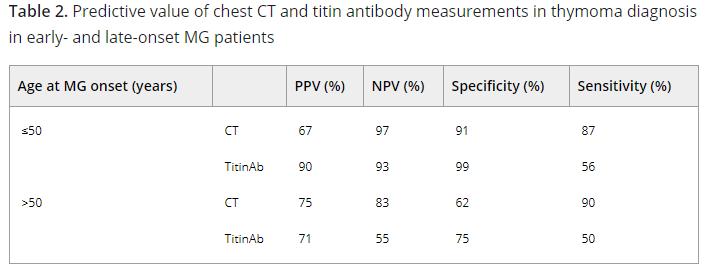 Table 2. Predictive value of chest CT and titin antibody measurements in thymoma diagnosis
in early- and late-onset MG patients
Age at MG onset (years) PPV (%) NPV (%) Specificity (%) Sensitivity (%)
≤50 CT 67 97 91 87
TitinAb 90 93 99 56
>50 CT 75 83 62 90
TitinAb 71 55 75 50